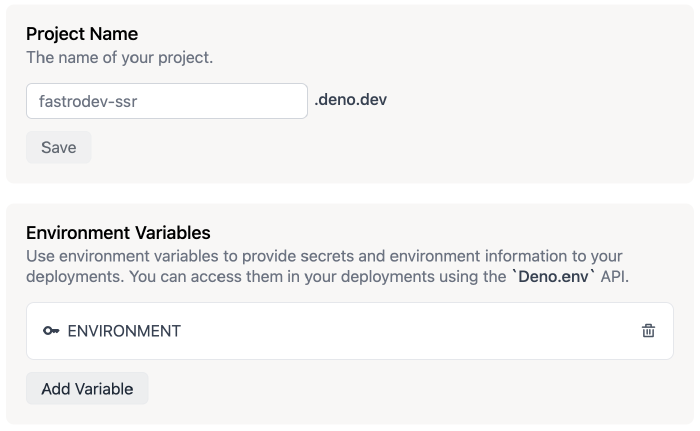 Project Name
The name of your project.
fastrodev-ssr .deno.dev
Save
Environment Variables
Use environment variables to provide secrets and environment information to your
deployments. You can access them in your deployments using the `Deno.env` API.
ENVIRONMENT
Add Variable